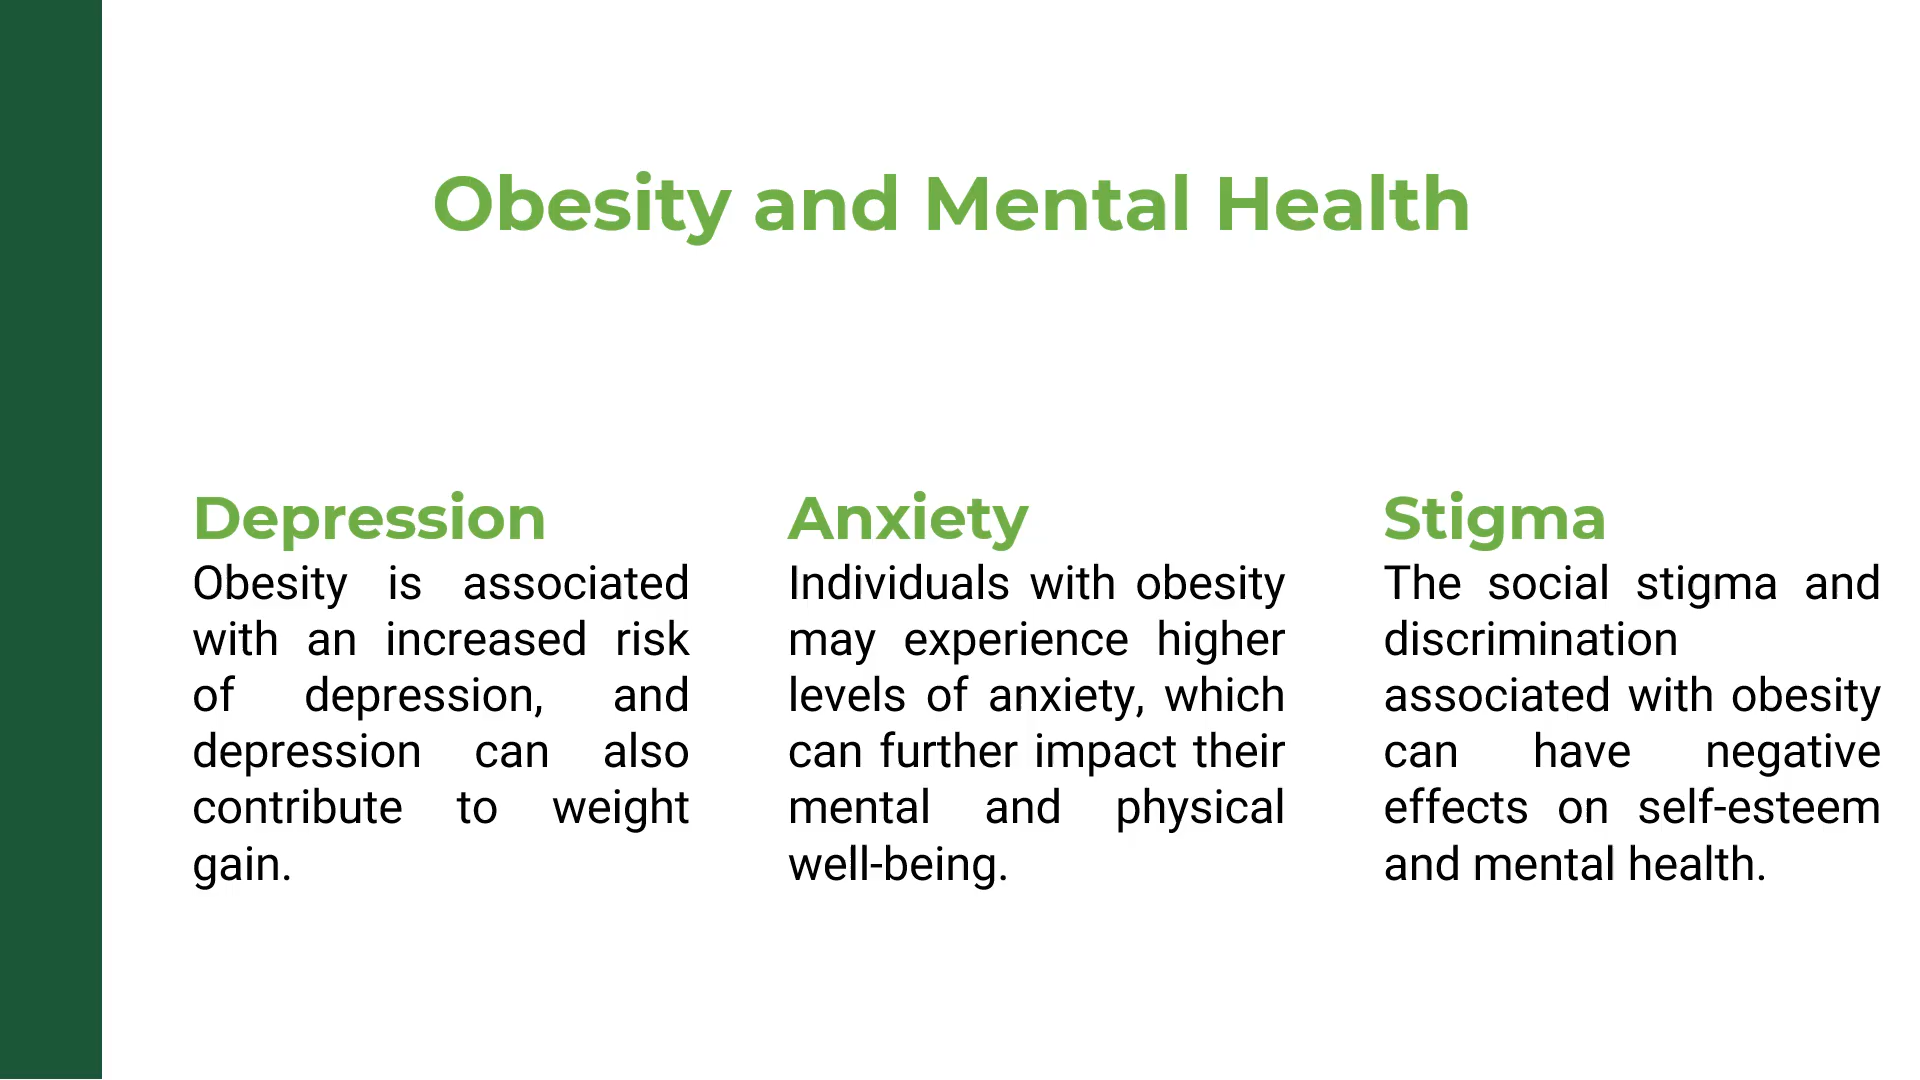 Obesity and Mental Health
Depression
Obesity is associated
with an increased risk
of depression, and
depression can also
contribute to weight
gain.
Anxiety
Individuals with obesity
may experience higher
levels of anxiety, which
can further impact their
mental and physical
well-being.
Stigma
The social stigma and
discrimination
associated with obesity
can have negative
effects on self-esteem
and mental health.